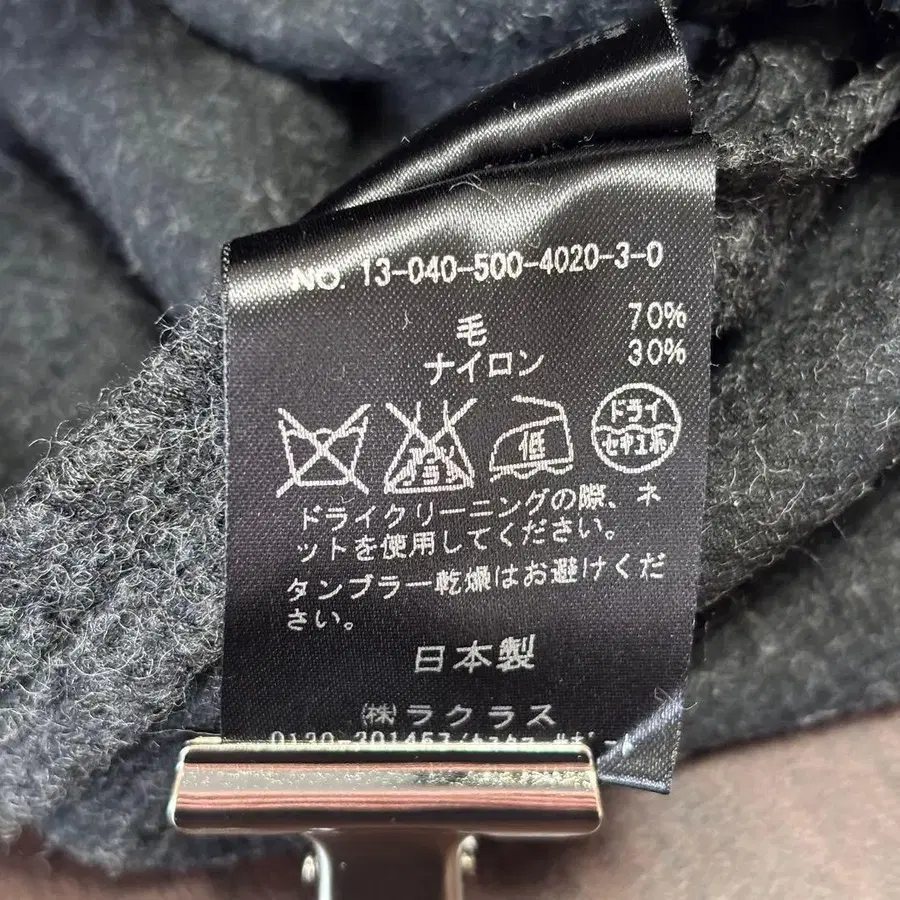 NO. 13-040-500-4020-3-0
毛 70%
ナイロン 30%
低
ドライ
セキユ系
ドライクリーニングの際、ネ
ットを使用してください。
タンブラー乾燥はお避けくだ
さい。
日本製
(株)ラクラス